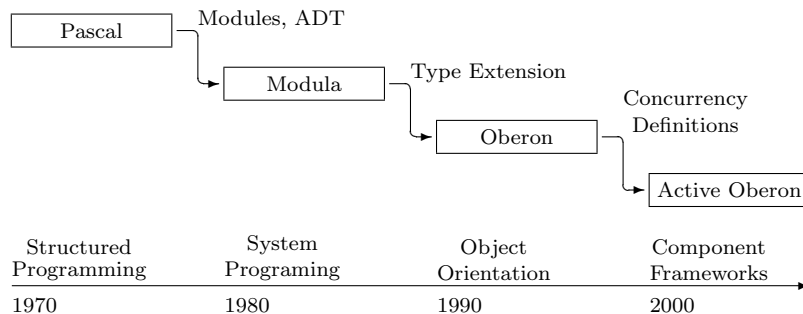 Pascal
Modules, ADT
Modula
Type Extension
Oberon
Concurrency
Definitions
Active Oberon
Structured
Programming
System
Programing
Object
Orientation
Component
Frameworks
1970
1980
1990
2000